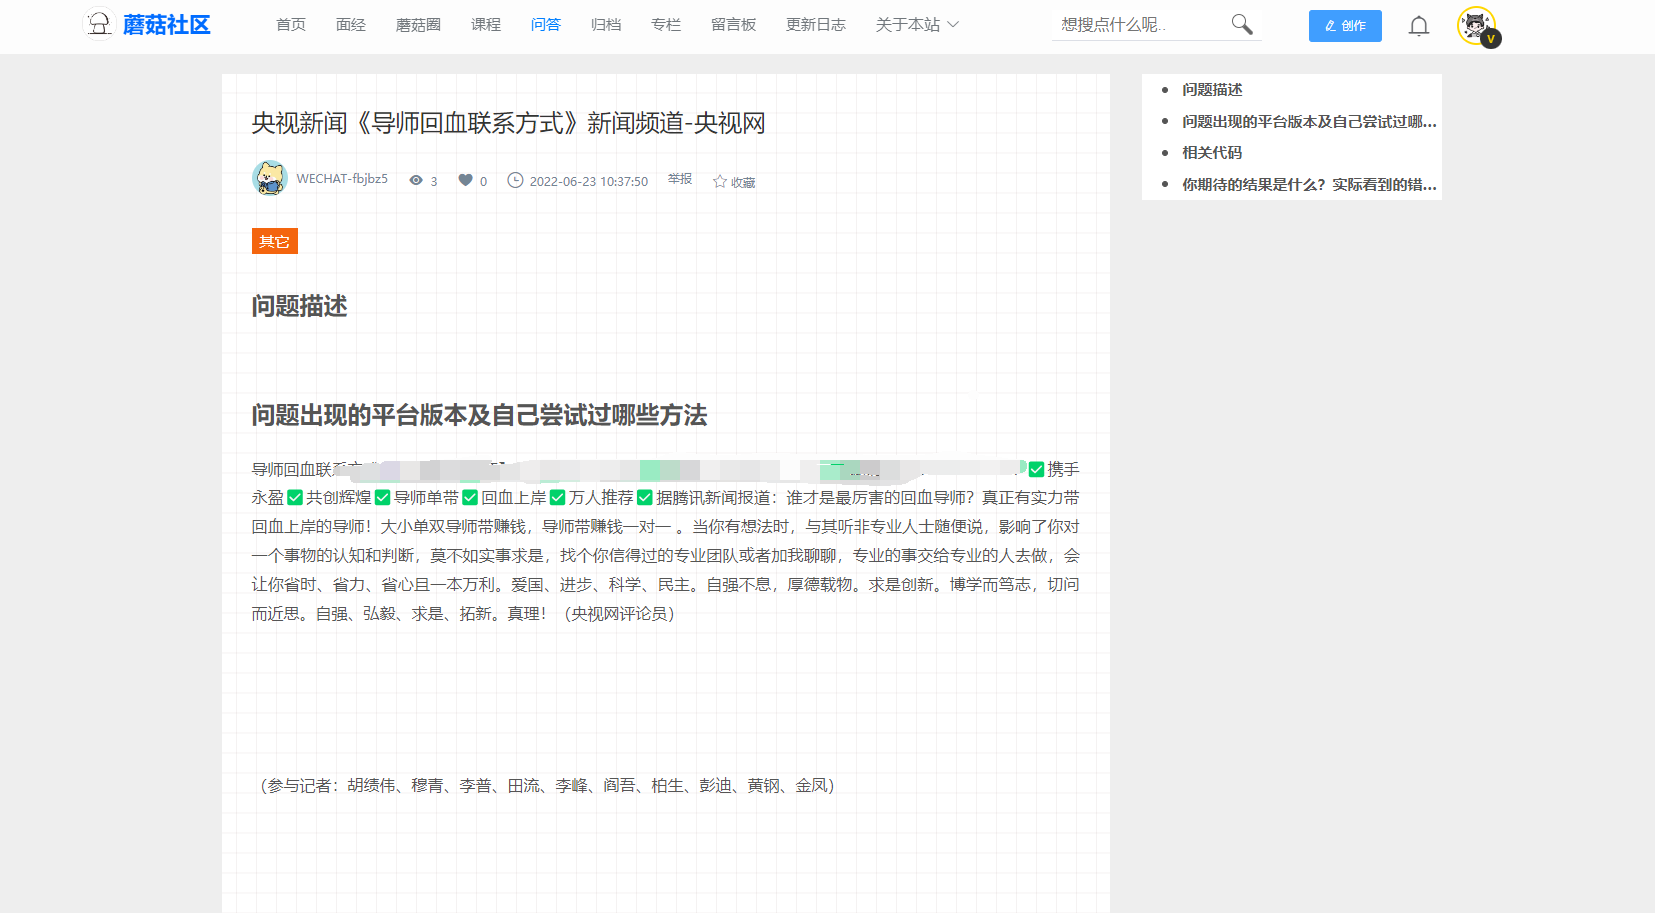 蘑菇社区
首页 面经 蘑菇圈 课程 问答 归档 专栏 留言板 更新日志 关于本站
想搜点什么呢..
创作
V
央视新闻《导师回血联系方式》新闻频道-央视网
WECHAT-fbjbz5 3 0 2022-06-23 10:37:50 举报 收藏
其它
问题描述
问题出现的平台版本及自己尝试过哪些方法
导师回血联系方 ✅携手
永盈✅共创辉煌✅导师单带✅回血上岸✅万人推荐✅据腾讯新闻报道：谁才是最厉害的回血导师？真正有实力带
回血上岸的导师！大小单双导师带赚钱，导师带赚钱一对一 。当你有想法时，与其听非专业人士随便说，影响了你对
一个事物的认知和判断，莫不如实事求是，找个你信得过的专业团队或者加我聊聊，专业的事交给专业的人去做，会
让你省时、省力、省心且一本万利。爱国、进步、科学、民主。自强不息，厚德载物。求是创新。博学而笃志，切问
而近思。自强、弘毅、求是、拓新。真理！（央视网评论员）
（参与记者：胡绩伟、穆青、李普、田流、李峰、阎吾、柏生、彭迪、黄钢、金凤）
问题描述
问题出现的平台版本及自己尝试过哪...
相关代码
你期待的结果是什么？实际看到的错...